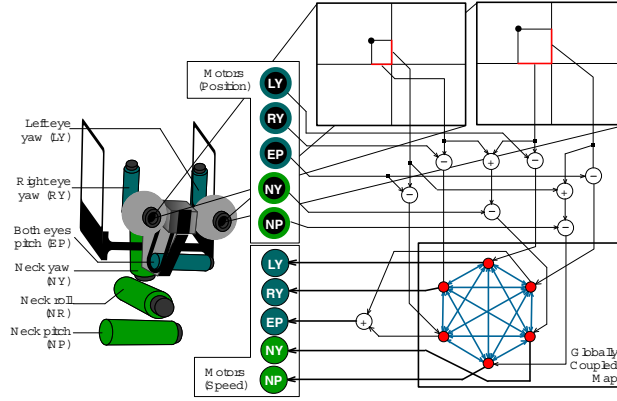 Motors
(Position)
LY
RY
EP
NY
NP
Left eye
yaw (LY)
Right eye
yaw (RY)
Both eyes
pitch (EP)
Neck yaw
(NY)
Neck roll
(NR)
Neck pitch
(NP)
LY
RY
EP
NY
NP
Motors
(Speed)
−
+
−
−
−
+
−
−
+
Globally
Coupled
Map